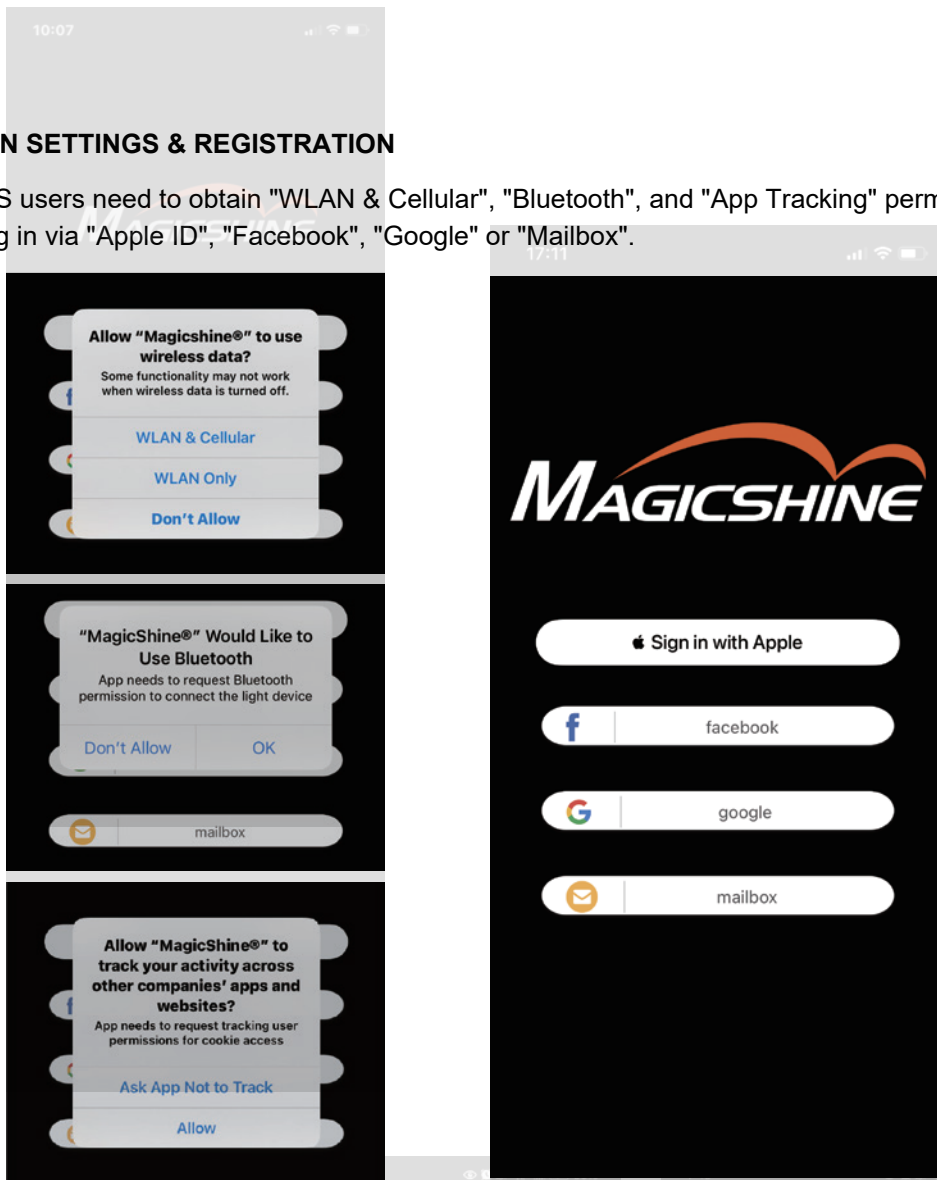 10:07
N SETTINGS & REGISTRATION
S users need to obtain "WLAN & Cellular", "Bluetooth", and "App Tracking" perm
g in via "Apple ID", "Facebook", "Google" or "Mailbox".
MAGICSHINE
Allow “Magicshine®” to use
wireless data?
Some functionality may not work
when wireless data is turned off.
WLAN & Cellular
WLAN Only
Don’t Allow
“MagicShine®” Would Like to
Use Bluetooth
App needs to request Bluetooth
permission to connect the light device
Don’t Allow OK
mailbox
Allow “MagicShine®” to
track your activity across
other companies’ apps and
websites?
App needs to request tracking user
permissions for cookie access
Ask App Not to Track
Allow
17:11
MAGICSHINE
Sign in with Apple
facebook
google
mailbox